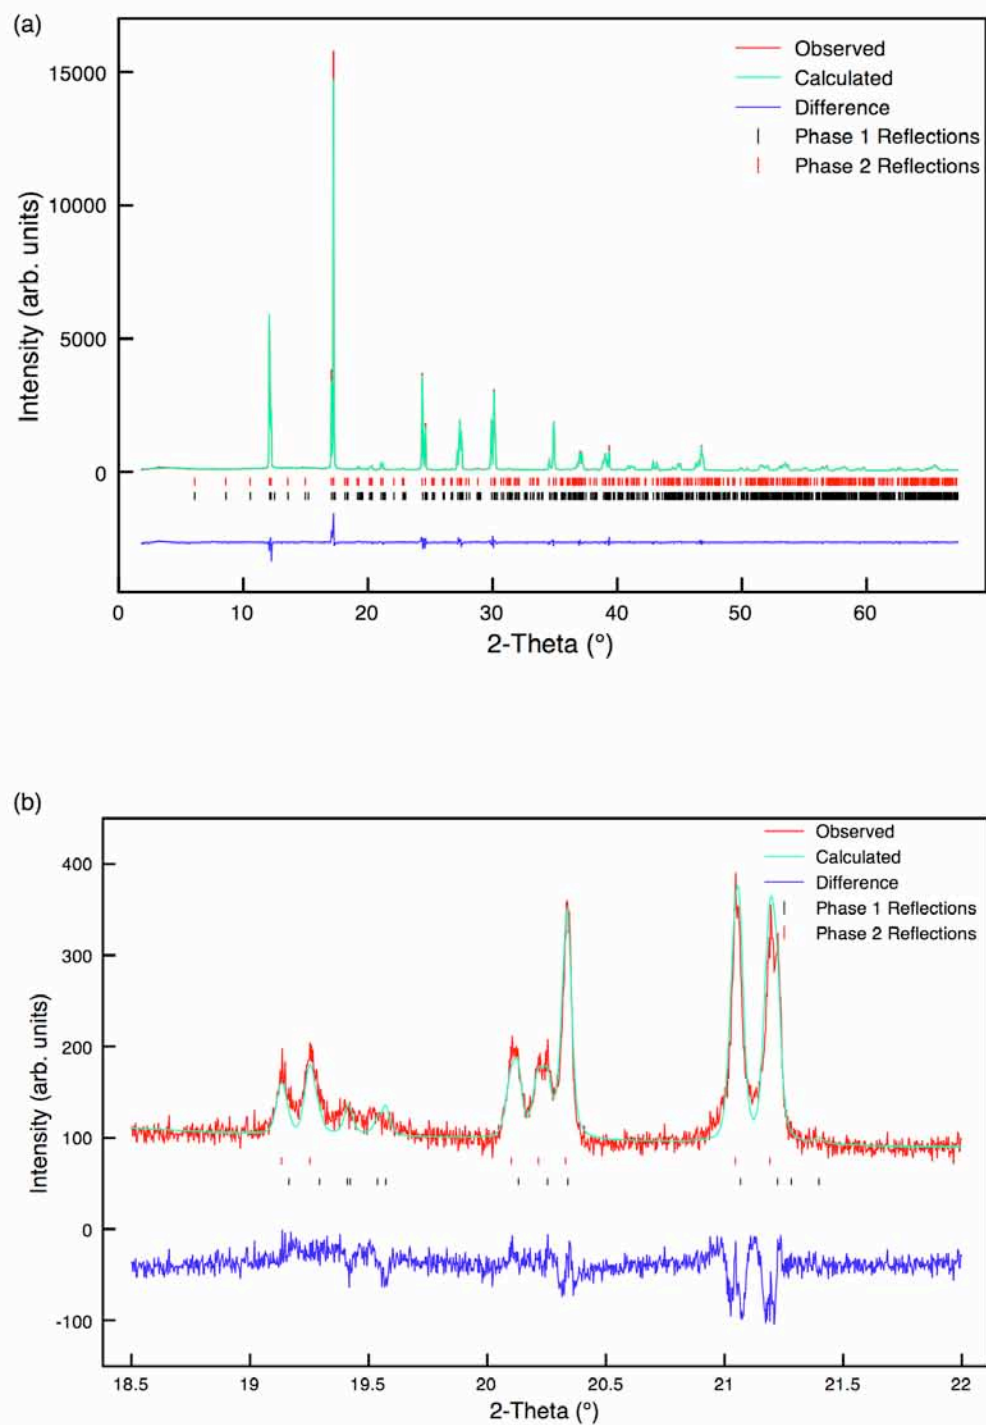 (a)
Observed
Calculated
Difference
Phase 1 Reflections
Phase 2 Reflections
15000
10000
5000
0
Intensity (arb. units)
0 10 20 30 40 50 60
2-Theta (°)
(b)
Observed
Calculated
Difference
Phase 1 Reflections
Phase 2 Reflections
400
300
200
100
0
-100
Intensity (arb. units)
18.5 19 19.5 20 20.5 21 21.5 22
2-Theta (°)